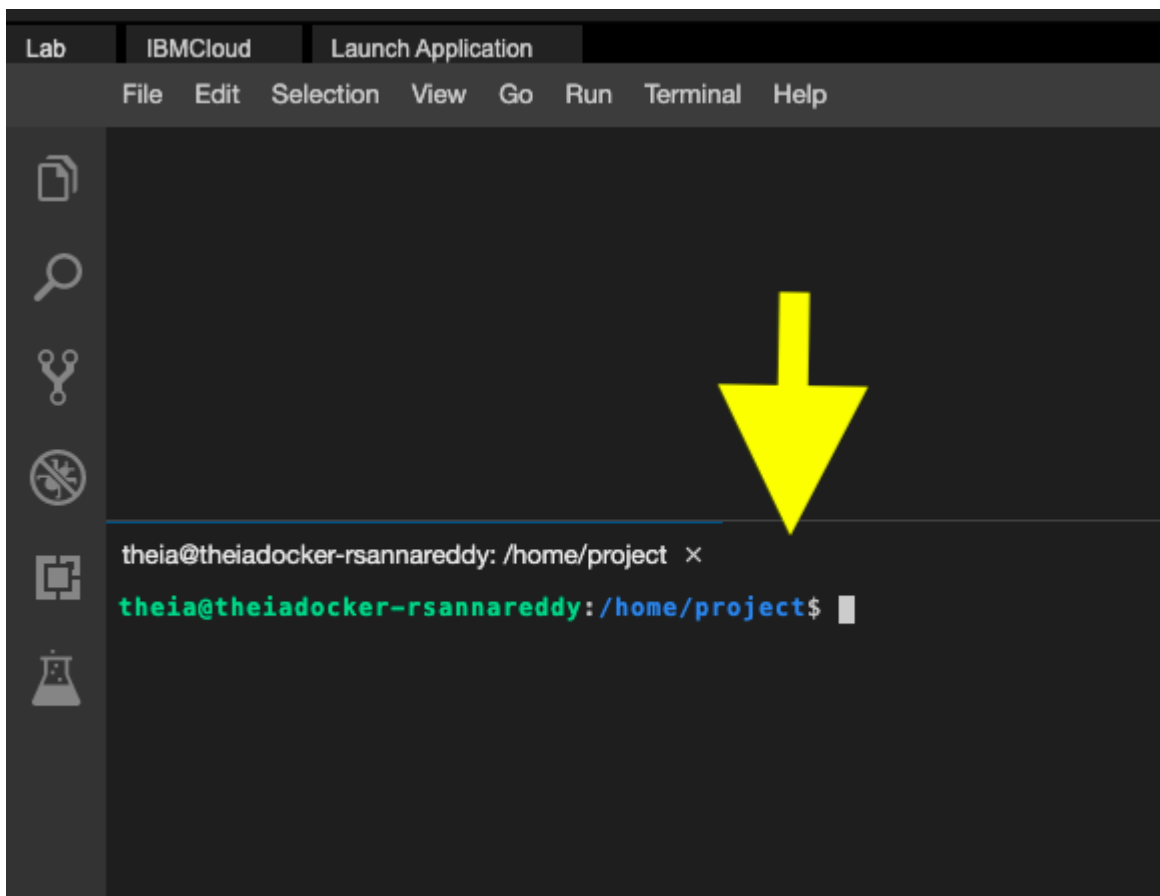 Lab IBMCloud Launch Application
File Edit Selection View Go Run Terminal Help
theia@theiadocker-rsannareddy: /home/project ×
theia@theiadocker-rsannareddy:/home/project$